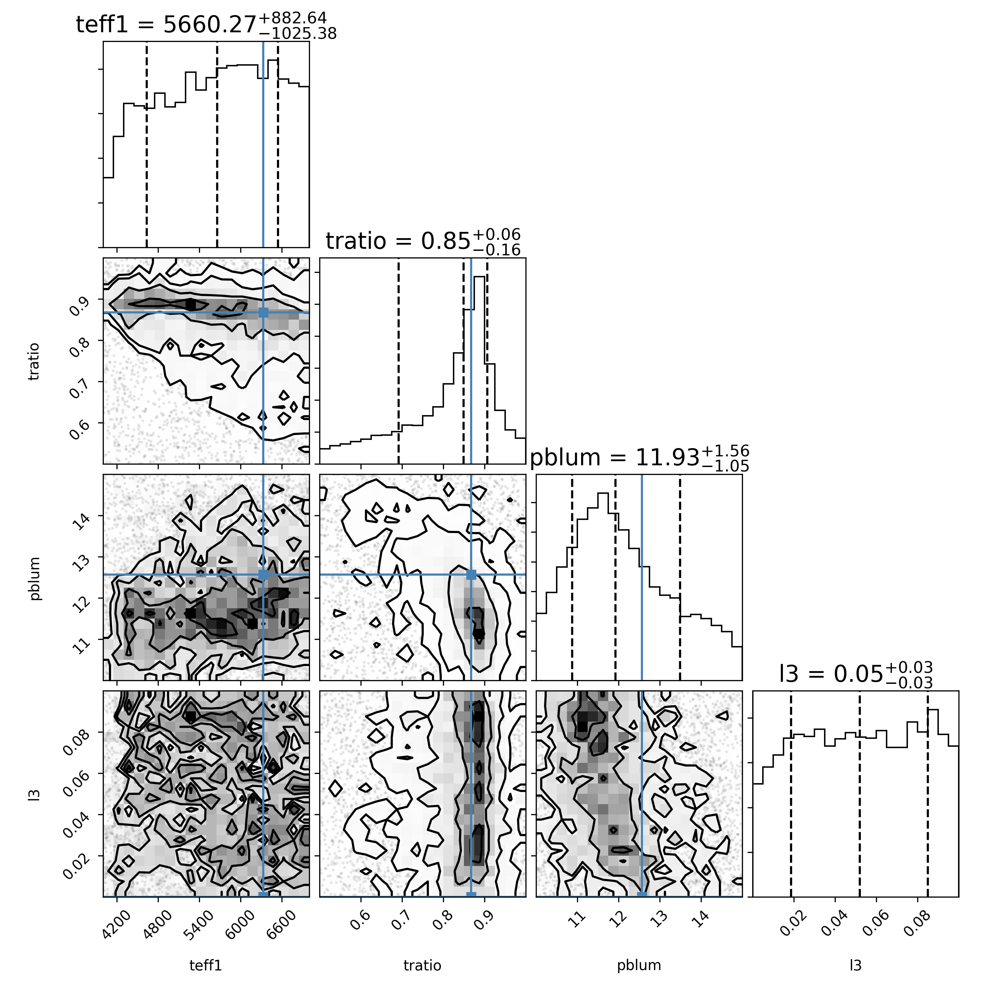 teff1 = 5660.27+882.64−1025.38
tratio = 0.85+0.06−0.16
0.9
0.8
0.7
0.6
tratio
pblum = 11.93+1.56−1.05
14
13
12
11
pblum
l3 = 0.05+0.03−0.03
0.08
0.06
0.04
0.02
l3
4200 4800 5400 6000 6600
0.6 0.7 0.8 0.9
11 12 13 14
0.02 0.04 0.06 0.08
teff1 tratio pblum l3